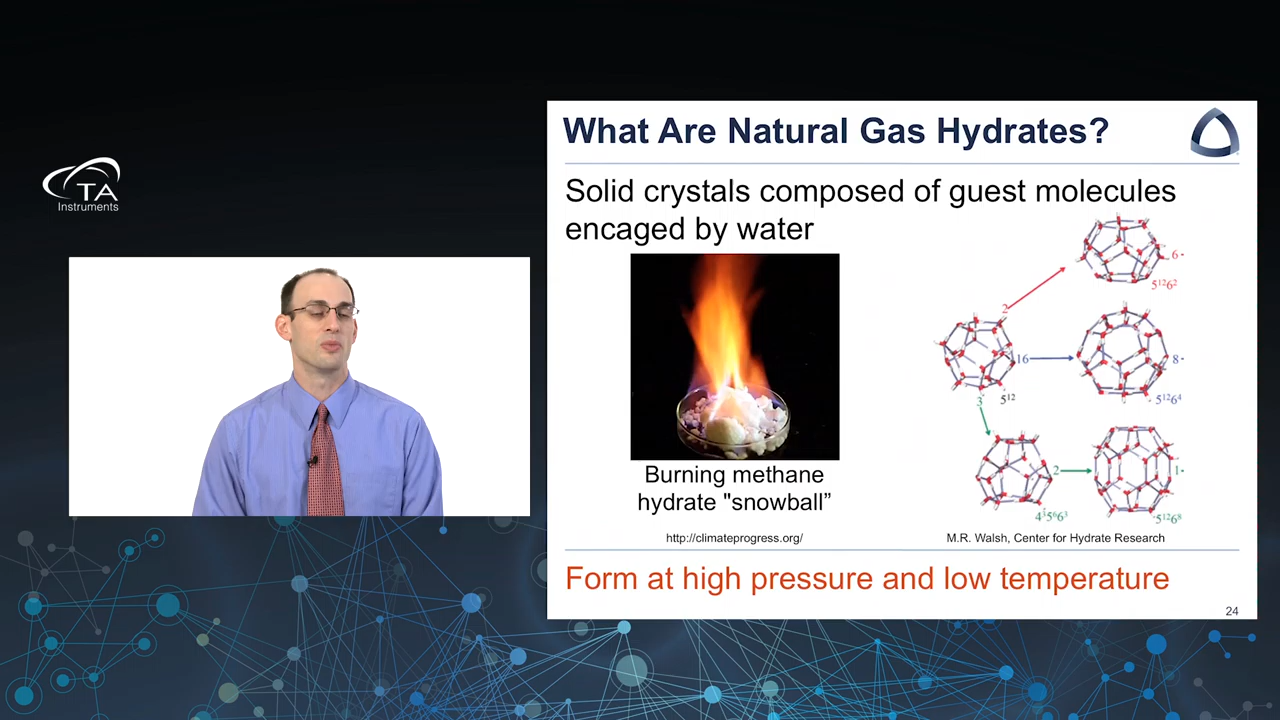 TA
Instruments
What Are Natural Gas Hydrates?
Solid crystals composed of guest molecules
encaged by water
Burning methane
hydrate "snowball”
http://climateprogress.org/
2
6
5¹²6²
16
8
3
5¹²
5¹²6⁴
2
1
4³5⁶6³
5¹²6⁸
M.R. Walsh, Center for Hydrate Research
Form at high pressure and low temperature
24